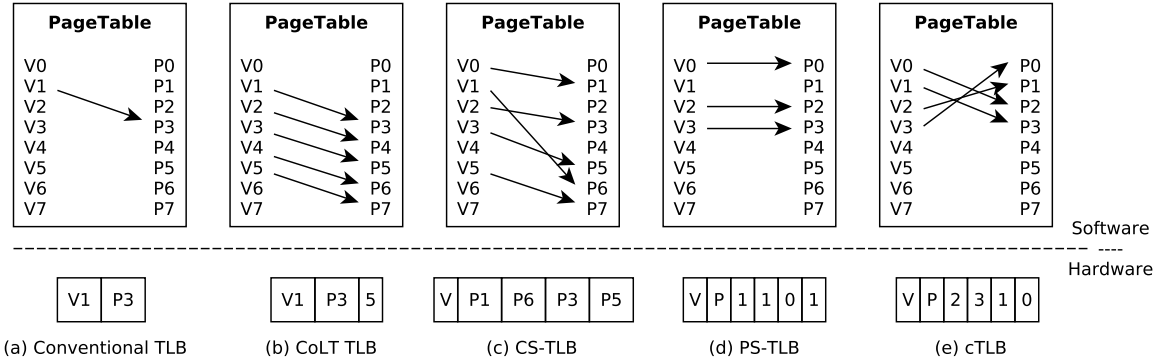 PageTable PageTable PageTable PageTable PageTable
V0 P0 V0 P0 V0 P0 V0 P0 V0 P0
V1 P1 V1 P1 V1 P1 V1 P1 V1 P1
V2 P2 V2 P2 V2 P2 V2 P2 V2 P2
V3 P3 V3 P3 V3 P3 V3 P3 V3 P3
V4 P4 V4 P4 V4 P4 V4 P4 V4 P4
V5 P5 V5 P5 V5 P5 V5 P5 V5 P5
V6 P6 V6 P6 V6 P6 V6 P6 V6 P6
V7 P7 V7 P7 V7 P7 V7 P7 V7 P7
Software
----
Hardware
V1 P3 V1 P3 5 V P1 P6 P3 P5 V P 1 1 0 1 V P 2 3 1 0
(a) Conventional TLB (b) CoLT TLB (c) CS-TLB (d) PS-TLB (e) cTLB